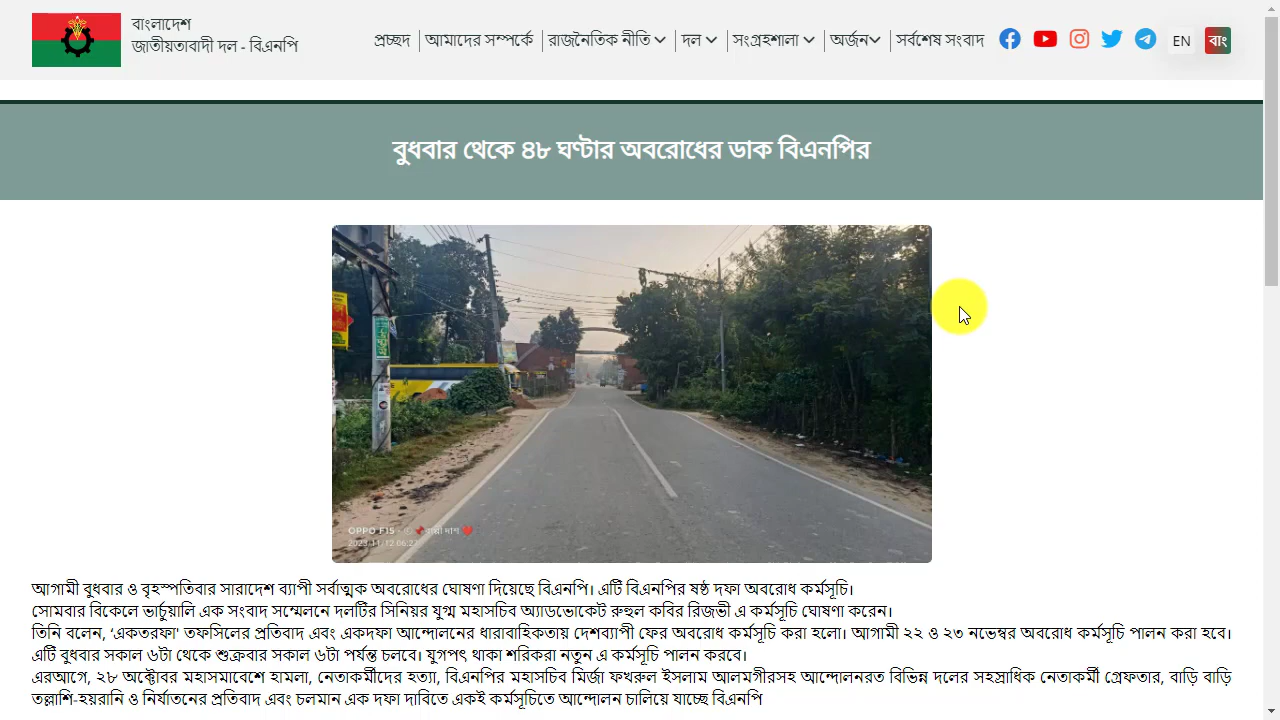 বাংলাদেশ
জাতীয়তাবাদী দল - বিএনপি
প্রচ্ছদ আমাদের সম্পর্কে রাজনৈতিক নীতি দল সংগ্রহশালা অর্জন সর্বশেষ সংবাদ EN বাং
বুধবার থেকে ৪৮ ঘণ্টার অবরোধের ডাক বিএনপির
OPPO F15
2023/11/12 06:27
আগামী বুধবার ও বৃহস্পতিবার সারাদেশ ব্যাপী সর্বাত্মক অবরোধের ঘোষণা দিয়েছে বিএনপি। এটি বিএনপির ষষ্ঠ দফা অবরোধ কর্মসূচি।
সোমবার বিকেলে ভার্চুয়ালি এক সংবাদ সম্মেলনে দলটির সিনিয়র যুগ্ম মহাসচিব অ্যাডভোকেট রুহুল কবির রিজভী এ কর্মসূচি ঘোষণা করেন।
তিনি বলেন, ‘একতরফা' তফসিলের প্রতিবাদ এবং একদফা আন্দোলনের ধারাবাহিকতায় দেশব্যাপী ফের অবরোধ কর্মসূচি করা হলো। আগামী ২২ ও ২৩ নভেম্বর অবরোধ কর্মসূচি পালন করা হবে।
এটি বুধবার সকাল ৬টা থেকে শুক্রবার সকাল ৬টা পর্যন্ত চলবে। যুগপৎ থাকা শরিকরা নতুন এ কর্মসূচি পালন করবে।
এরআগে, ২৮ অক্টোবর মহাসমাবেশে হামলা, নেতাকর্মীদের হত্যা, বিএনপির মহাসচিব মির্জা ফখরুল ইসলাম আলমগীরসহ আন্দোলনরত বিভিন্ন দলের সহস্রাধিক নেতাকর্মী গ্রেফতার, বাড়ি বাড়ি
তল্লাশি-হয়রানি ও নির্যাতনের প্রতিবাদ এবং চলমান এক দফা দাবিতে একই কর্মসূচিতে আন্দোলন চালিয়ে যাচ্ছে বিএনপি